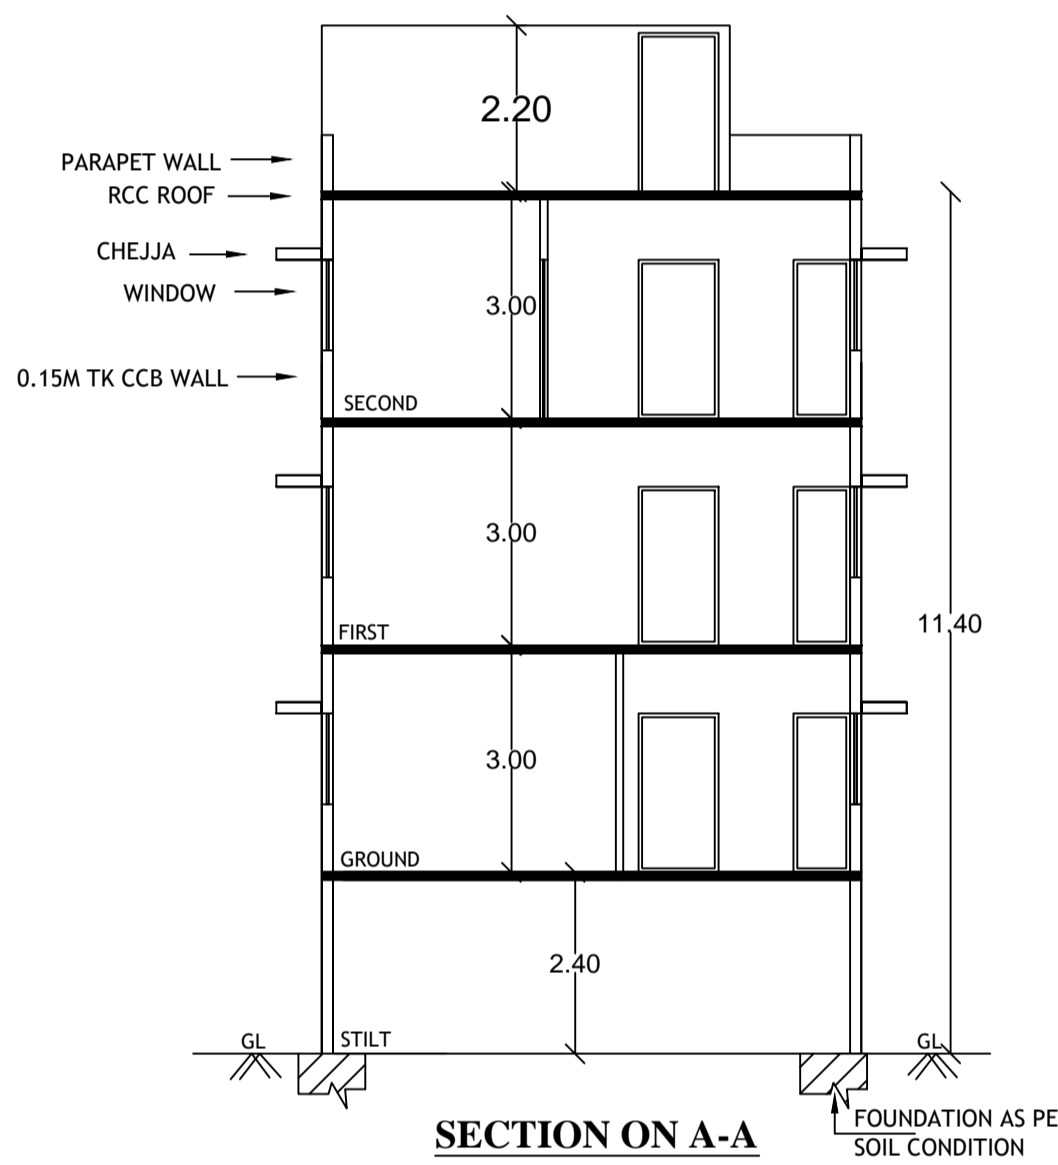 2.20
PARAPET WALL
RCC ROOF
CHEJJA
WINDOW
3.00
0.15M TK CCB WALL
SECOND
3.00
FIRST
11.40
3.00
GROUND
2.40
GL
STILT
GL
SECTION ON A-A
FOUNDATION AS PE
SOIL CONDITION